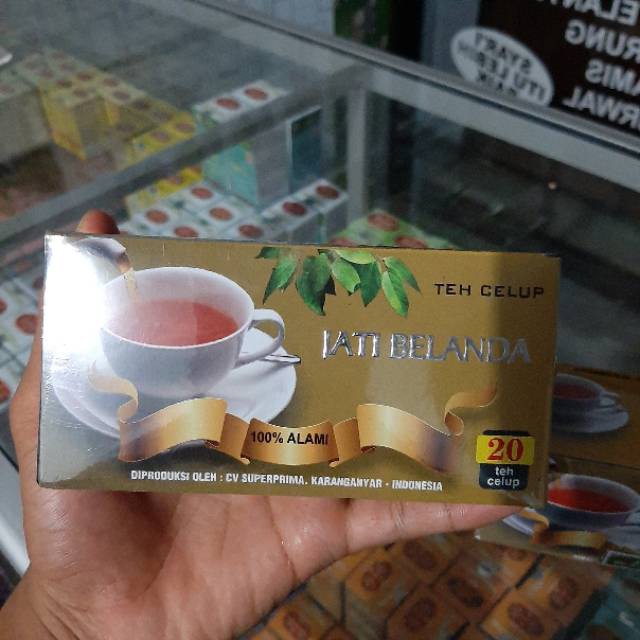 TEH CELUP
JATI BELANDA
100% ALAMI
20
teh
celup
DIPRODUKSI OLEH : CV SUPERPRIMA. KARANGANYAR - INDONESIA